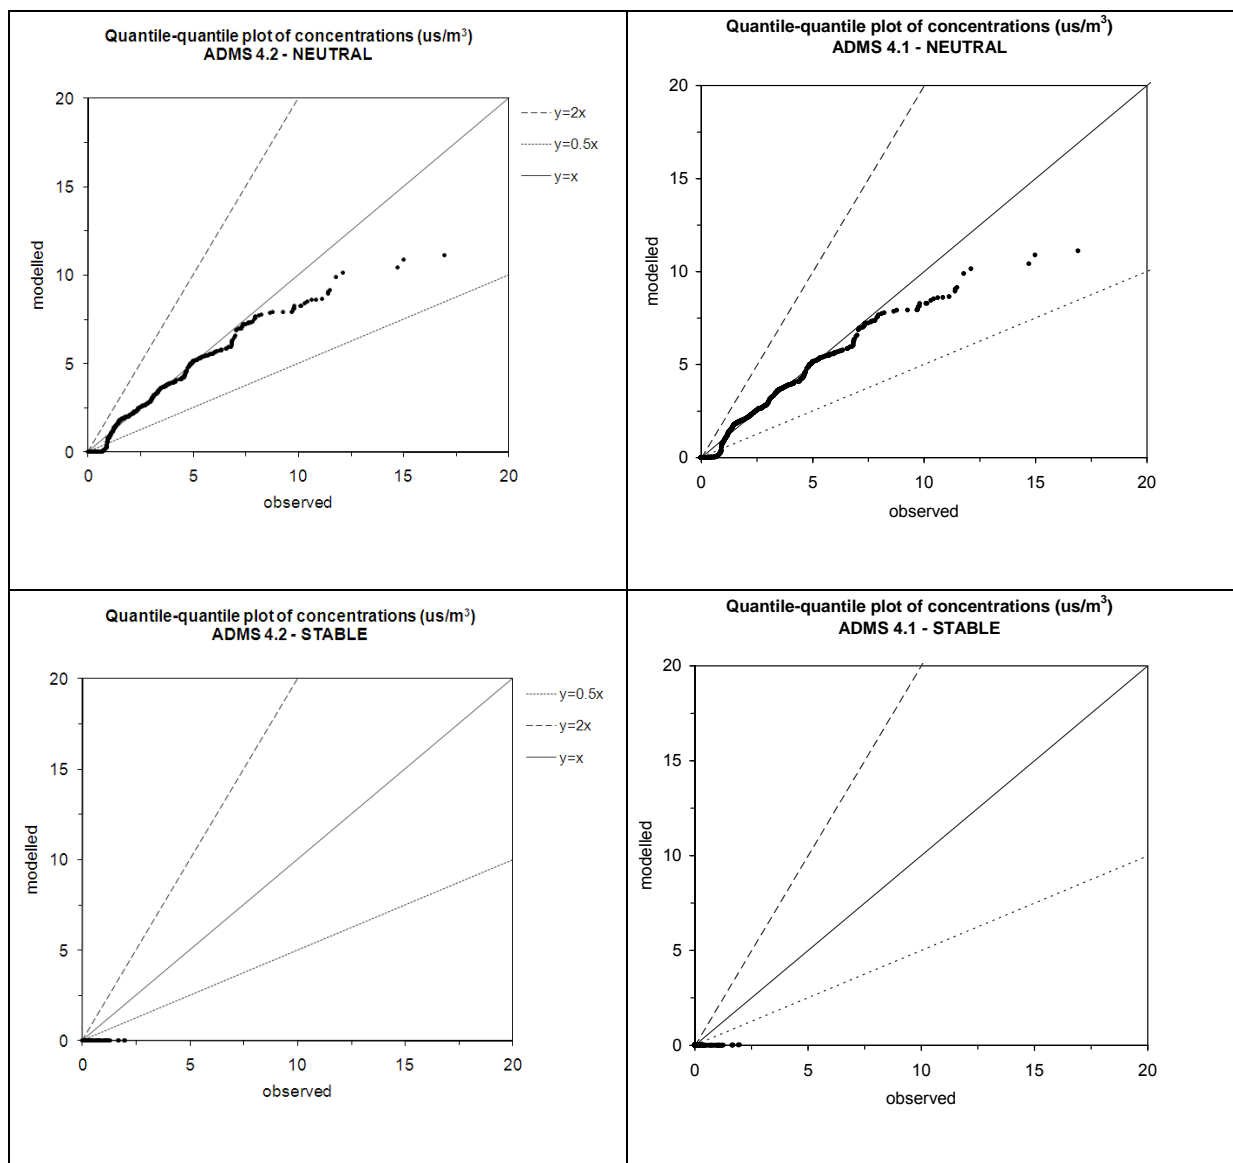 Quantile-quantile plot of concentrations (us/m³)
ADMS 4.2 - NEUTRAL
20
15
10
5
0
modelled
0
5
10
15
20
observed
y=2x
y=0.5x
y=x
Quantile-quantile plot of concentrations (us/m³)
ADMS 4.1 - NEUTRAL
20
15
10
5
0
modelled
0
5
10
15
20
observed
Quantile-quantile plot of concentrations (us/m³)
ADMS 4.2 - STABLE
20
15
10
5
0
modelled
0
5
10
15
20
observed
y=0.5x
y=2x
y=x
Quantile-quantile plot of concentrations (us/m³)
ADMS 4.1 - STABLE
20
15
10
5
0
modelled
0
5
10
15
20
observed